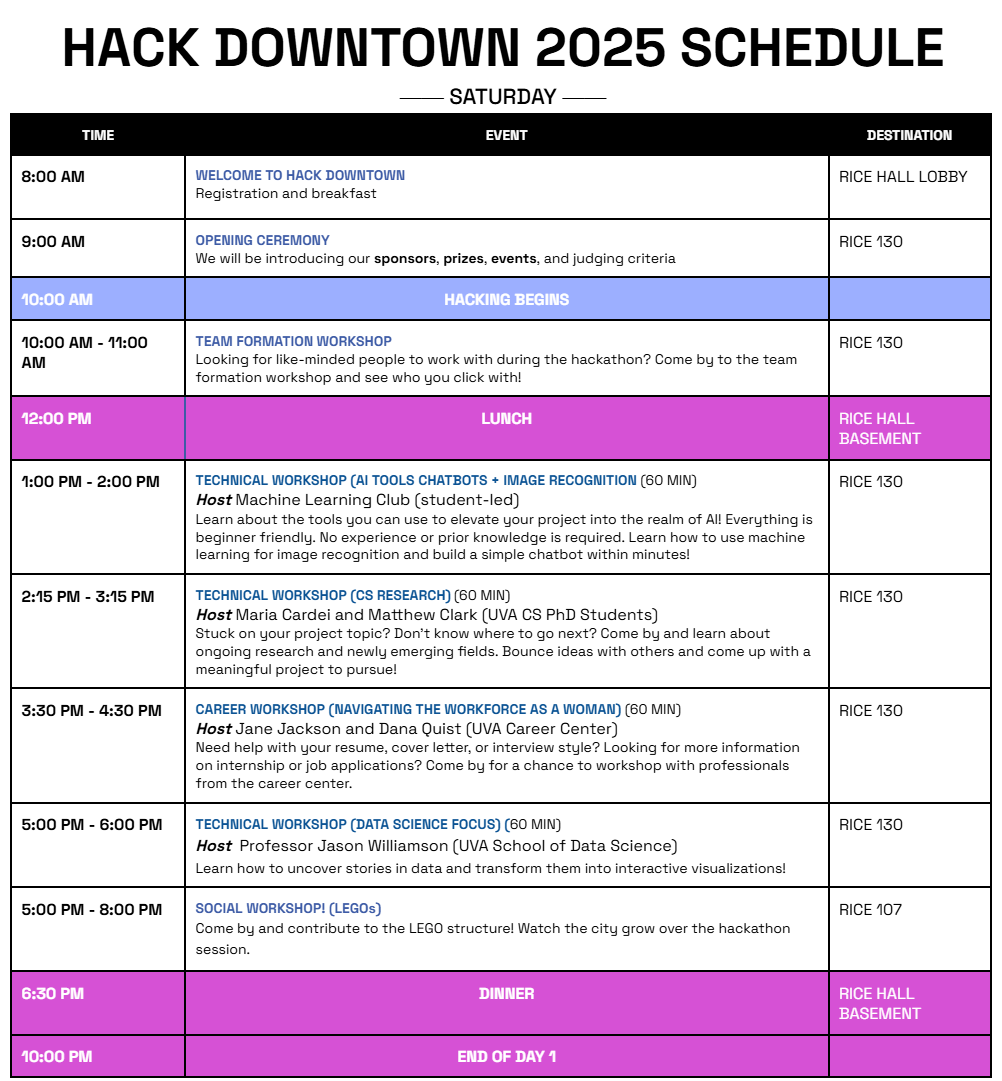 HACK DOWNTOWN 2025 SCHEDULE
—— SATURDAY ——
TIME EVENT DESTINATION
8:00 AM WELCOME TO HACK DOWNTOWN RICE HALL LOBBY
Registration and breakfast
9:00 AM OPENING CEREMONY RICE 130
We will be introducing our sponsors, prizes, events, and judging criteria
10:00 AM HACKING BEGINS
10:00 AM - 11:00 AM TEAM FORMATION WORKSHOP RICE 130
Looking for like-minded people to work with during the hackathon? Come by to the team
formation workshop and see who you click with!
12:00 PM LUNCH RICE HALL
BASEMENT
1:00 PM - 2:00 PM TECHNICAL WORKSHOP (AI TOOLS CHATBOTS + IMAGE RECOGNITION (60 MIN) RICE 130
Host Machine Learning Club (student-led)
Learn about the tools you can use to elevate your project into the realm of AI! Everything is
beginner friendly. No experience or prior knowledge is required. Learn how to use machine
learning for image recognition and build a simple chatbot within minutes!
2:15 PM - 3:15 PM TECHNICAL WORKSHOP (CS RESEARCH) (60 MIN) RICE 130
Host Maria Cardei and Matthew Clark (UVA CS PhD Students)
Stuck on your project topic? Don't know where to go next? Come by and learn about
ongoing research and newly emerging fields. Bounce ideas with others and come up with a
meaningful project to pursue!
3:30 PM - 4:30 PM CAREER WORKSHOP (NAVIGATING THE WORKFORCE AS A WOMAN) (60 MIN) RICE 130
Host Jane Jackson and Dana Quist (UVA Career Center)
Need help with your resume, cover letter, or interview style? Looking for more information
on internship or job applications? Come by for a chance to workshop with professionals
from the career center.
5:00 PM - 6:00 PM TECHNICAL WORKSHOP (DATA SCIENCE FOCUS) (60 MIN) RICE 130
Host Professor Jason Williamson (UVA School of Data Science)
Learn how to uncover stories in data and transform them into interactive visualizations!
5:00 PM - 8:00 PM SOCIAL WORKSHOP! (LEGOs) RICE 107
Come by and contribute to the LEGO structure! Watch the city grow over the hackathon
session.
6:30 PM DINNER RICE HALL
BASEMENT
10:00 PM END OF DAY 1